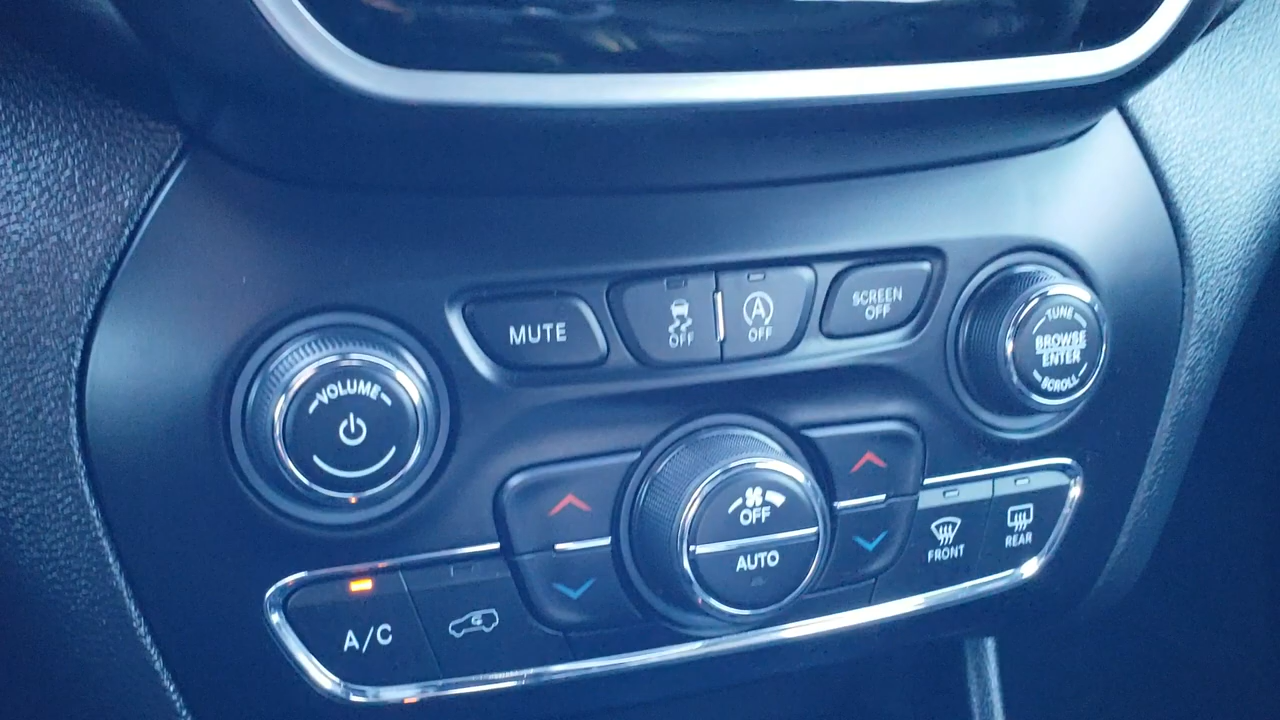 MUTE
OFF
A
OFF
SCREEN
OFF
TUNE
BROWSE
ENTER
SCROLL
VOLUME
OFF
AUTO
FRONT
REAR
A/C